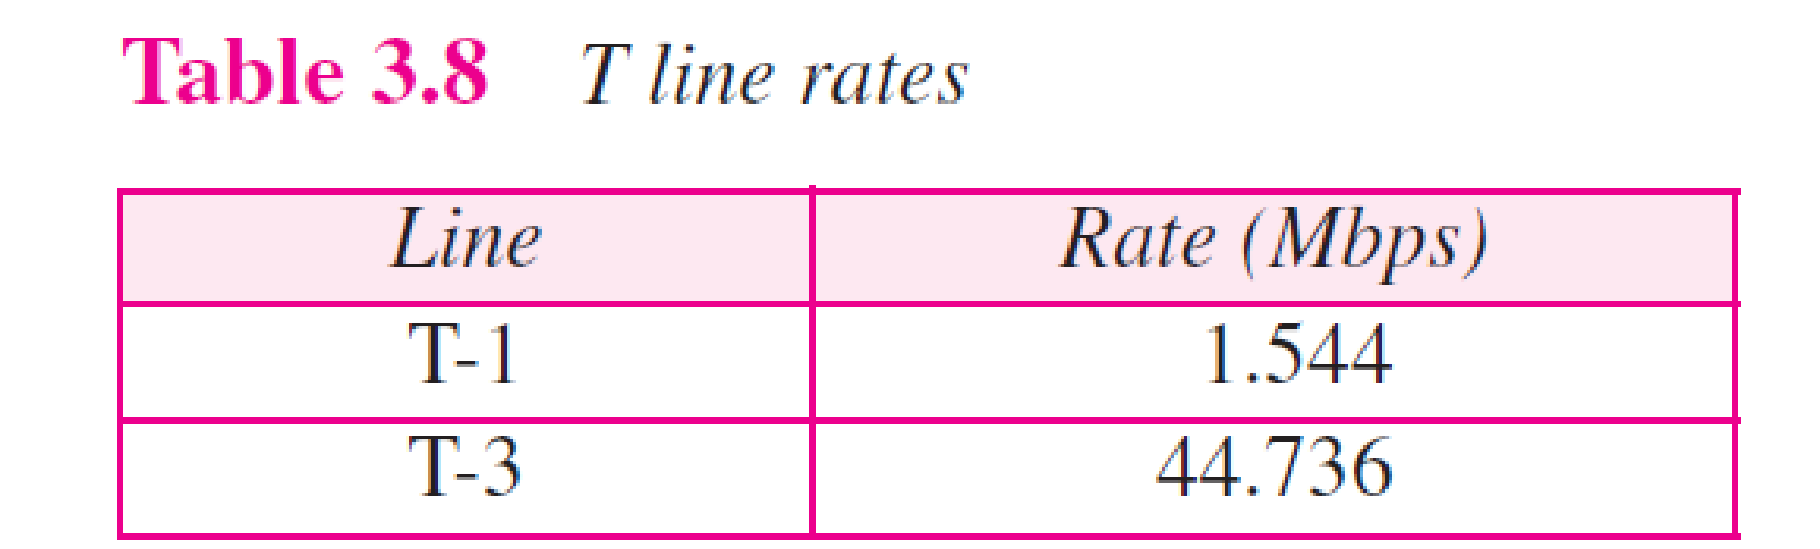 Table 3.8 T line rates
Line Rate (Mbps)
T-1 1.544
T-3 44.736